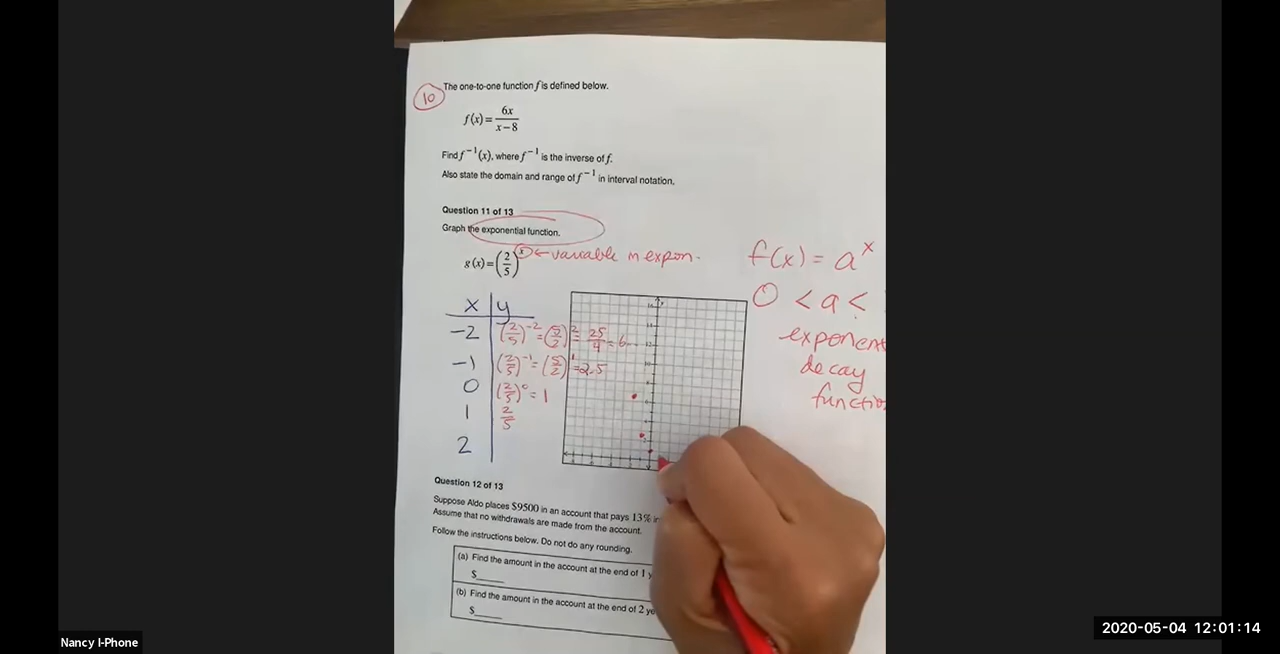 10
The one-to-one function f is defined below.
f(x) = 6x / x−8
Find f⁻¹(x), where f⁻¹ is the inverse of f.
Also state the domain and range of f⁻¹ in interval notation.
Question 11 of 13
Graph the exponential function.
g(x) = (2/5)^x ← variable in expon.
f(x) = a^x
0 < a <
exponen
decay
functio
x | y
−2 | (2/5)^−2 = (5/2)^2 = 25/4 = 6
−1 | (2/5)^−1 = (5/2)^1 = 2.5
0 | (2/5)^0 = 1
1 | 2/5
2
Question 12 of 13
Suppose Aldo places $9500 in an account that pays 13%
Assume that no withdrawals are made from the account.
Follow the instructions below. Do not do any rounding.
(a) Find the amount in the account at the end of 1
$
(b) Find the amount in the account at the end of 2
$
Nancy I-Phone
2020-05-04 12:01:14